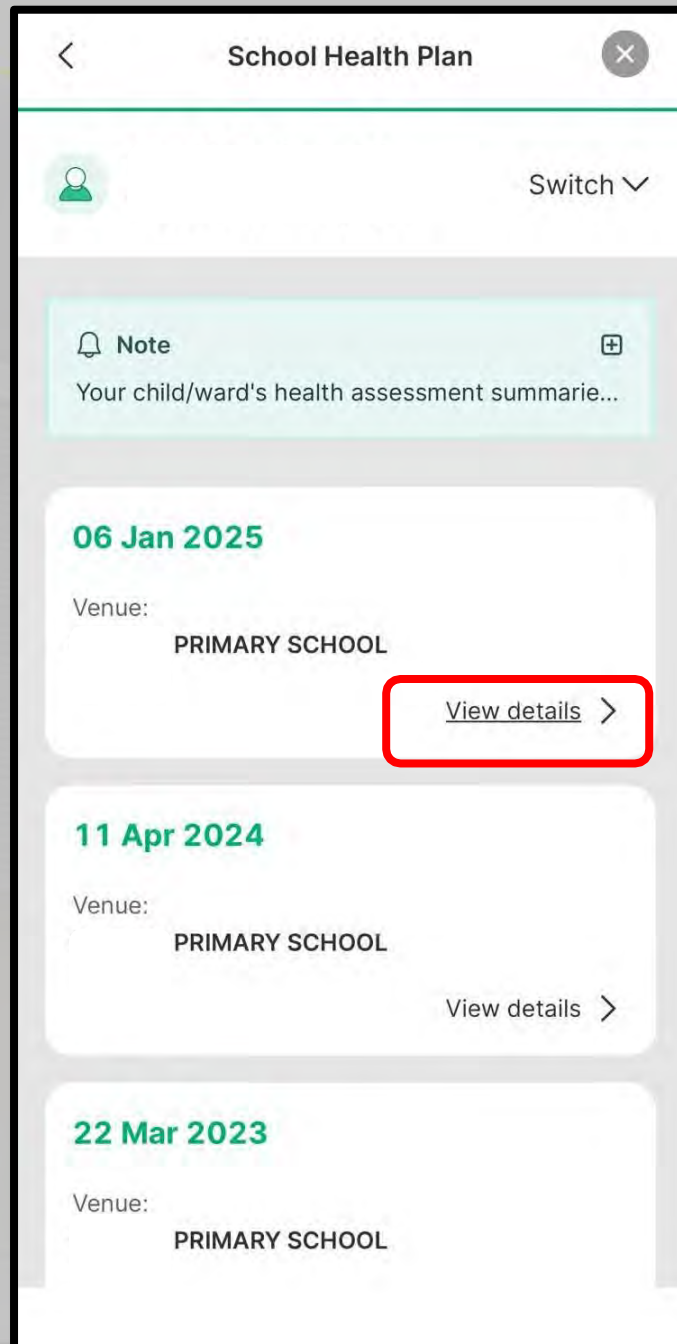 School Health Plan
Switch
Note
Your child/ward's health assessment summarie...
06 Jan 2025
Venue:
PRIMARY SCHOOL
View details
11 Apr 2024
Venue:
PRIMARY SCHOOL
View details
22 Mar 2023
Venue:
PRIMARY SCHOOL